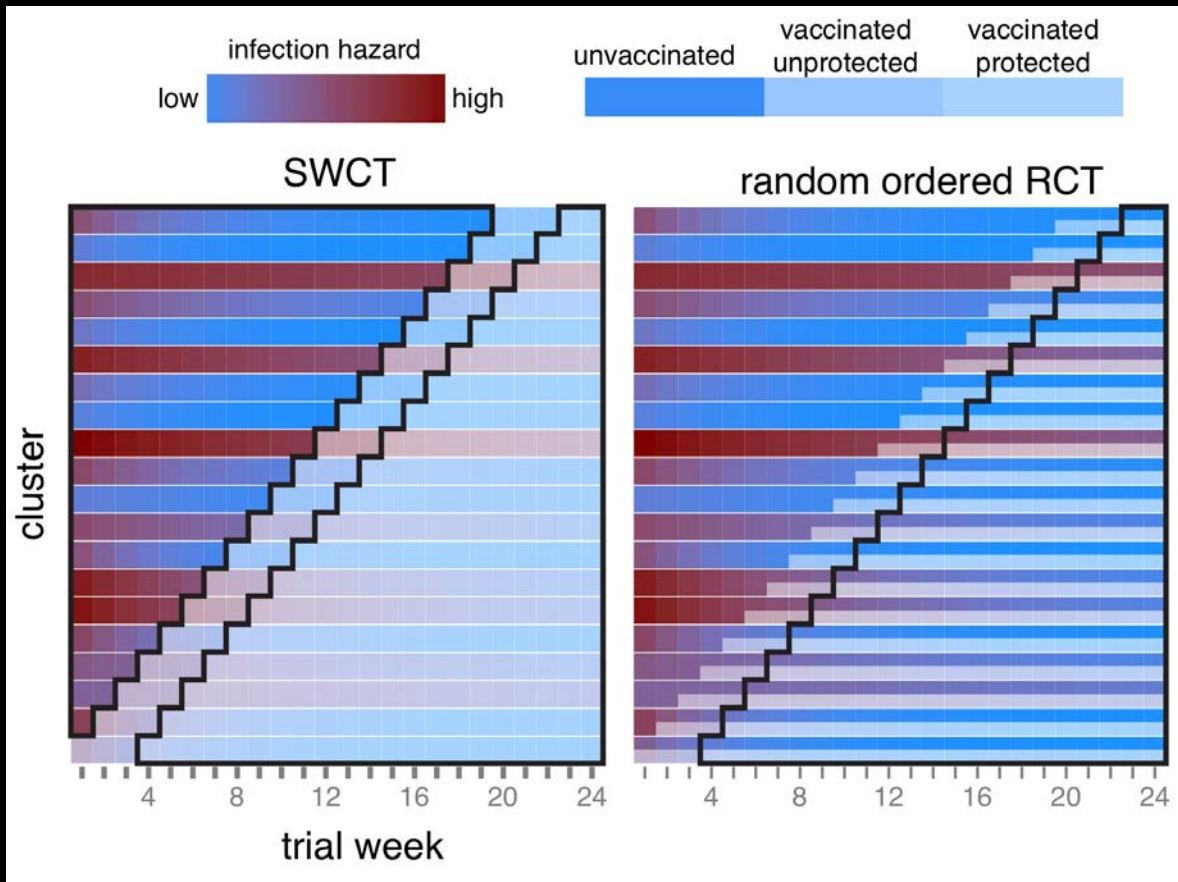 infection hazard
low
high
unvaccinated
vaccinated
unprotected
vaccinated
protected
SWCT
random ordered RCT
cluster
4 8 12 16 20 24
4 8 12 16 20 24
trial week